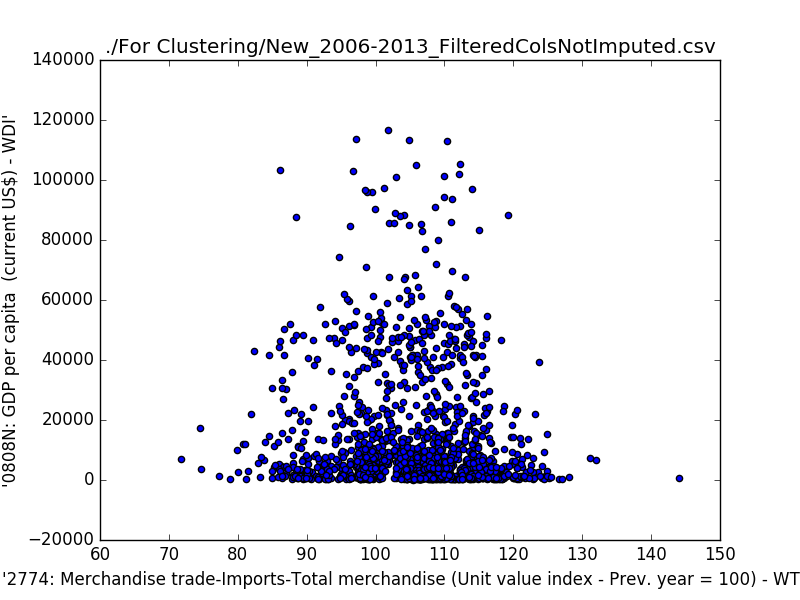 ./For Clustering/New_2006-2013_FilteredColsNotImputed.csv
140000
120000
100000
80000
60000
40000
20000
0
−20000
'0808N: GDP per capita  (current US$) - WDI'
60 70 80 90 100 110 120 130 140 150
'2774: Merchandise trade-Imports-Total merchandise (Unit value index - Prev. year = 100) - WT